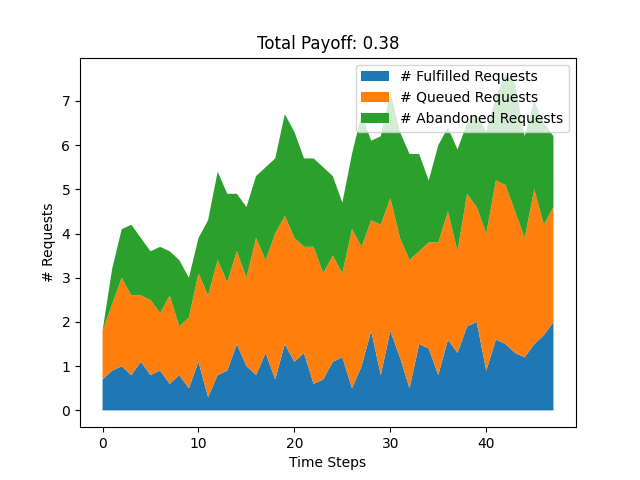 Total Payoff: 0.38
# Fulfilled Requests
# Queued Requests
# Abandoned Requests
7
6
5
4
3
2
1
0
# Requests
0 10 20 30 40
Time Steps